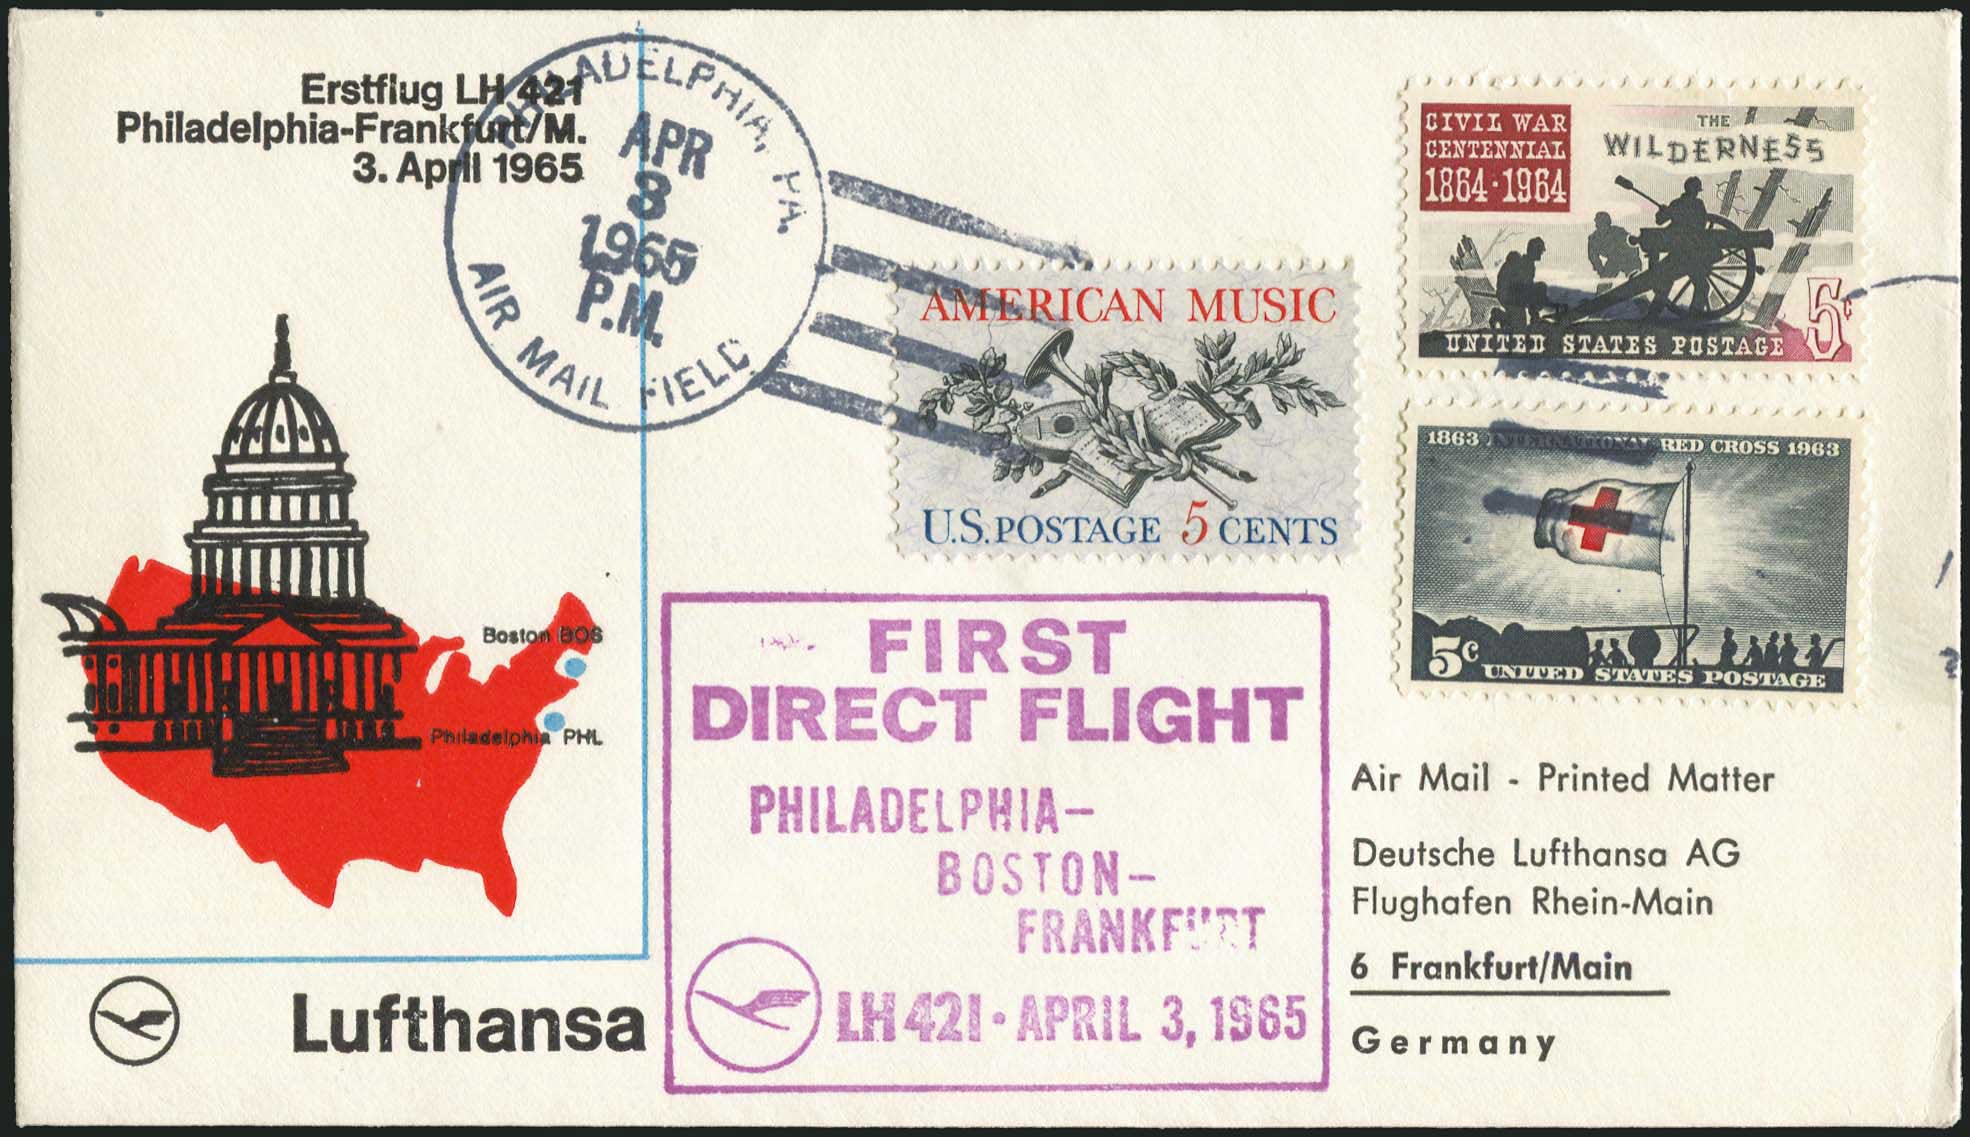 Erstflug LH 421
Philadelphia-Frankfurt/M.
3. April 1965
PHILADELPHIA, PA.
APR
3
1965
P.M.
AIR MAIL FIELD
AMERICAN MUSIC
U.S. POSTAGE 5 CENTS
CIVIL WAR
CENTENNIAL
1864·1964
THE
WILDERNESS
5¢
UNITED STATES POSTAGE
1863 INTERNATIONAL RED CROSS 1963
5¢ UNITED STATES POSTAGE
Boston BOS
Philadelphia PHL
FIRST
DIRECT FLIGHT
PHILADELPHIA–
BOSTON–
FRANKFURT
LH 421 · APRIL 3, 1965
Lufthansa
Air Mail - Printed Matter
Deutsche Lufthansa AG
Flughafen Rhein-Main
6 Frankfurt/Main
Germany